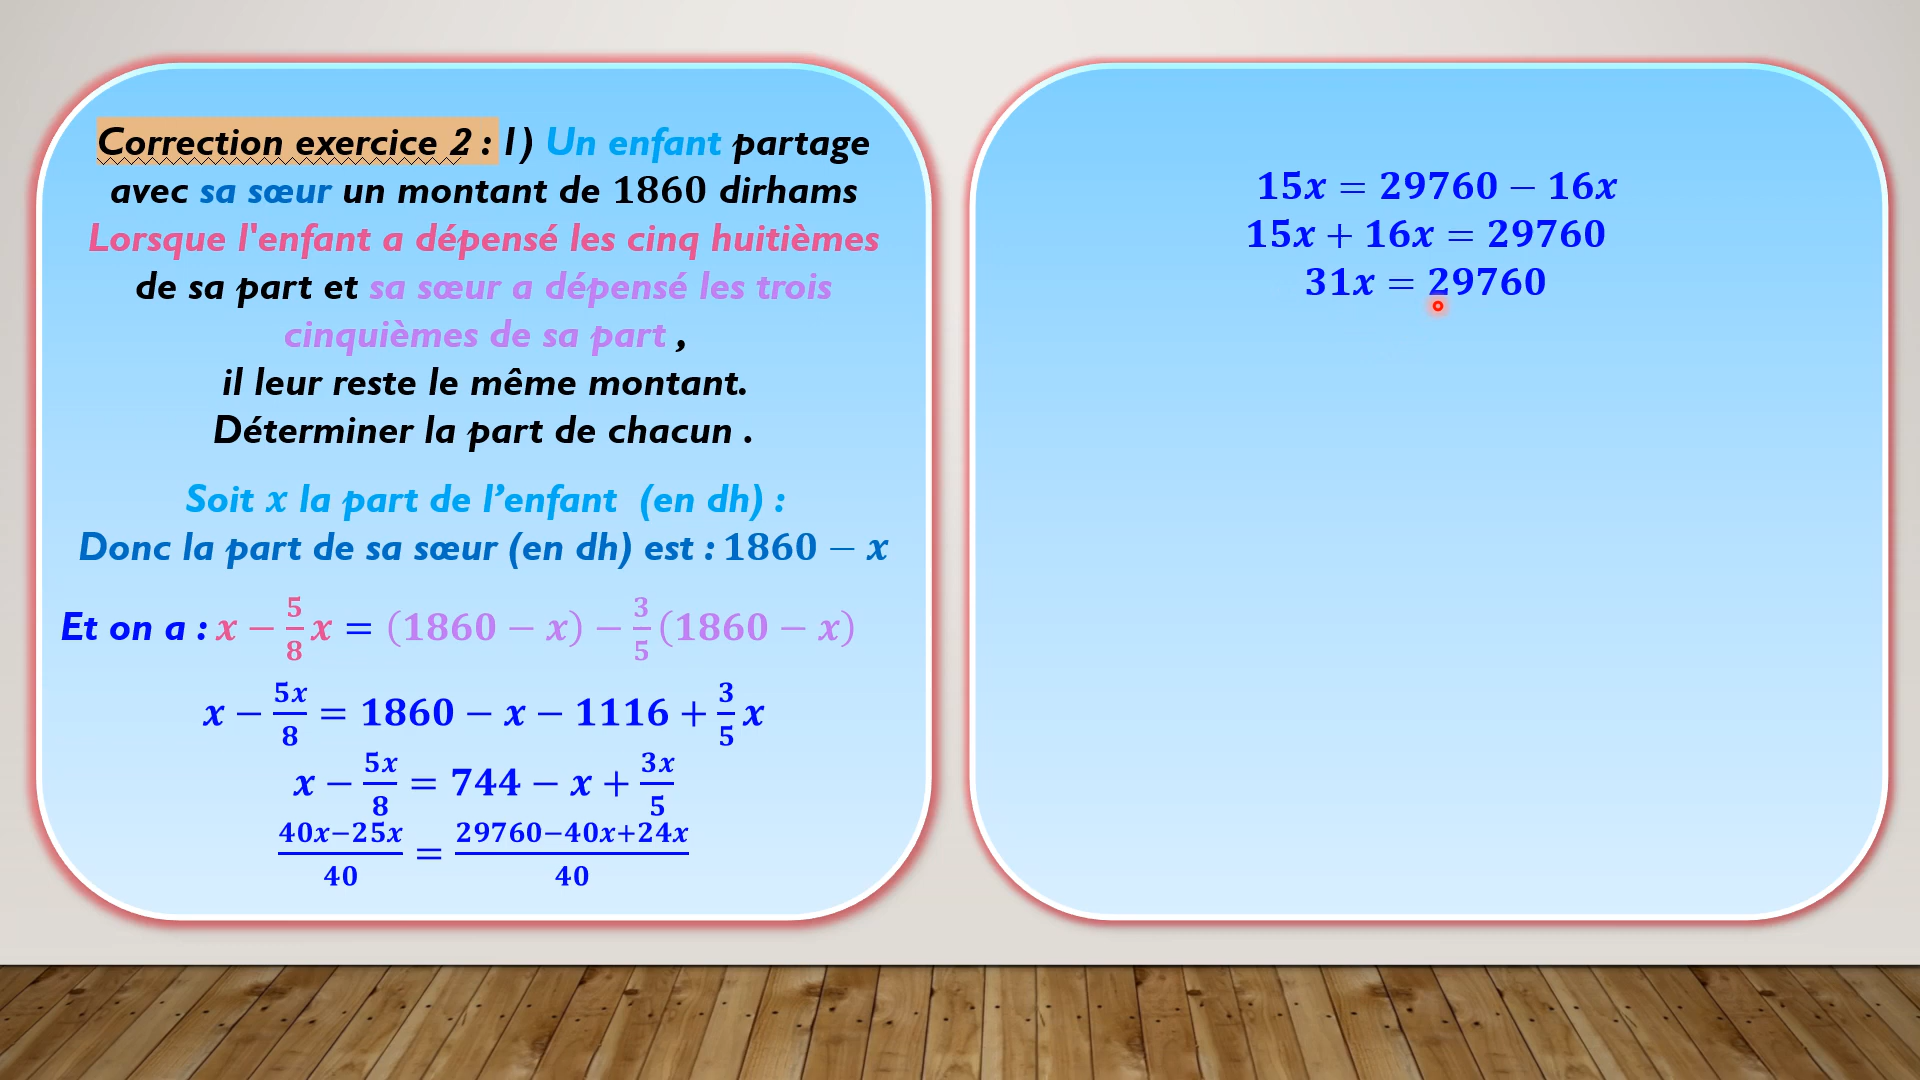 Correction exercice 2 : 1) Un enfant partage
avec sa sœur un montant de 1860 dirhams
Lorsque l'enfant a dépensé les cinq huitièmes
de sa part et sa sœur a dépensé les trois
cinquièmes de sa part ,
il leur reste le même montant.
Déterminer la part de chacun .
Soit x la part de l’enfant (en dh) :
Donc la part de sa sœur (en dh) est : 1860 − x
Et on a : x − 5/8 x = (1860 − x) − 3/5 (1860 − x)
x − 5x/8 = 1860 − x − 1116 + 3/5 x
x − 5x/8 = 744 − x + 3x/5
40x−25x/40 = 29760−40x+24x/40
15x = 29760 − 16x
15x + 16x = 29760
31x = 29760